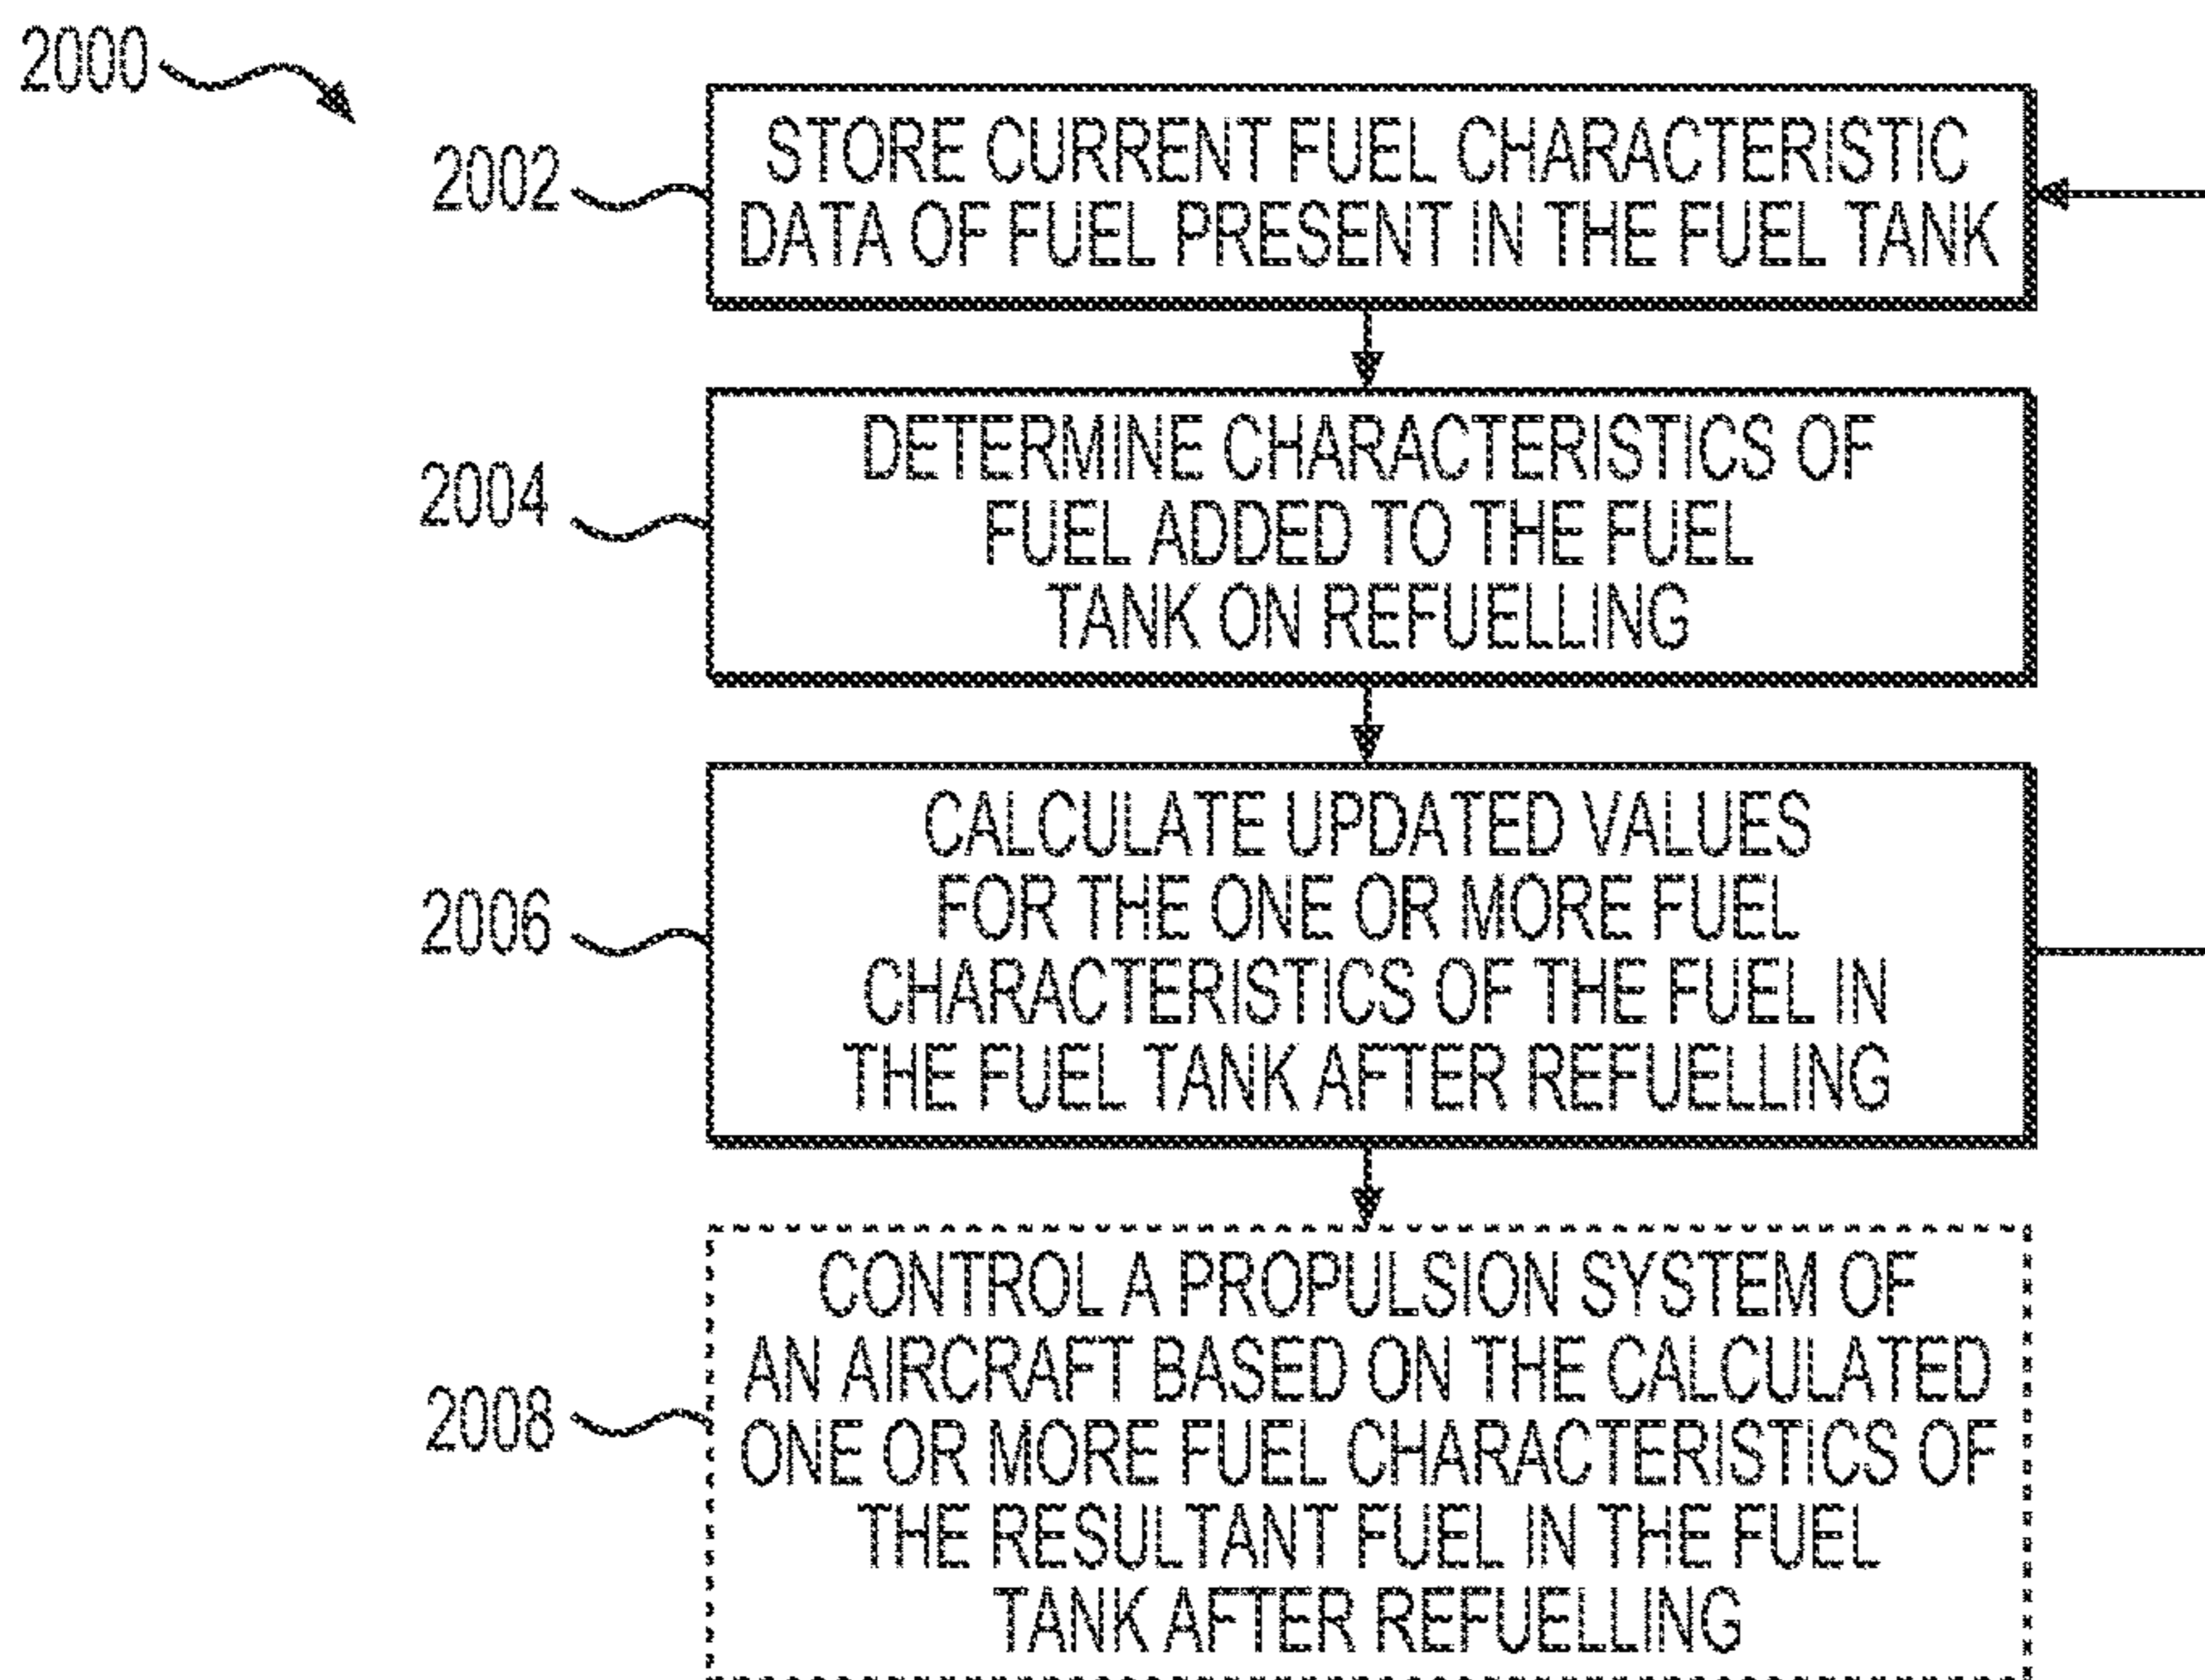 2000
2002
STORE CURRENT FUEL CHARACTERISTIC
DATA OF FUEL PRESENT IN THE FUEL TANK
2004
DETERMINE CHARACTERISTICS OF
FUEL ADDED TO THE FUEL
TANK ON REFUELLING
2006
CALCULATE UPDATED VALUES
FOR THE ONE OR MORE FUEL
CHARACTERISTICS OF THE FUEL IN
THE FUEL TANK AFTER REFUELLING
2008
CONTROL A PROPULSION SYSTEM OF
AN AIRCRAFT BASED ON THE CALCULATED
ONE OR MORE FUEL CHARACTERISTICS OF
THE RESULTANT FUEL IN THE FUEL
TANK AFTER REFUELLING